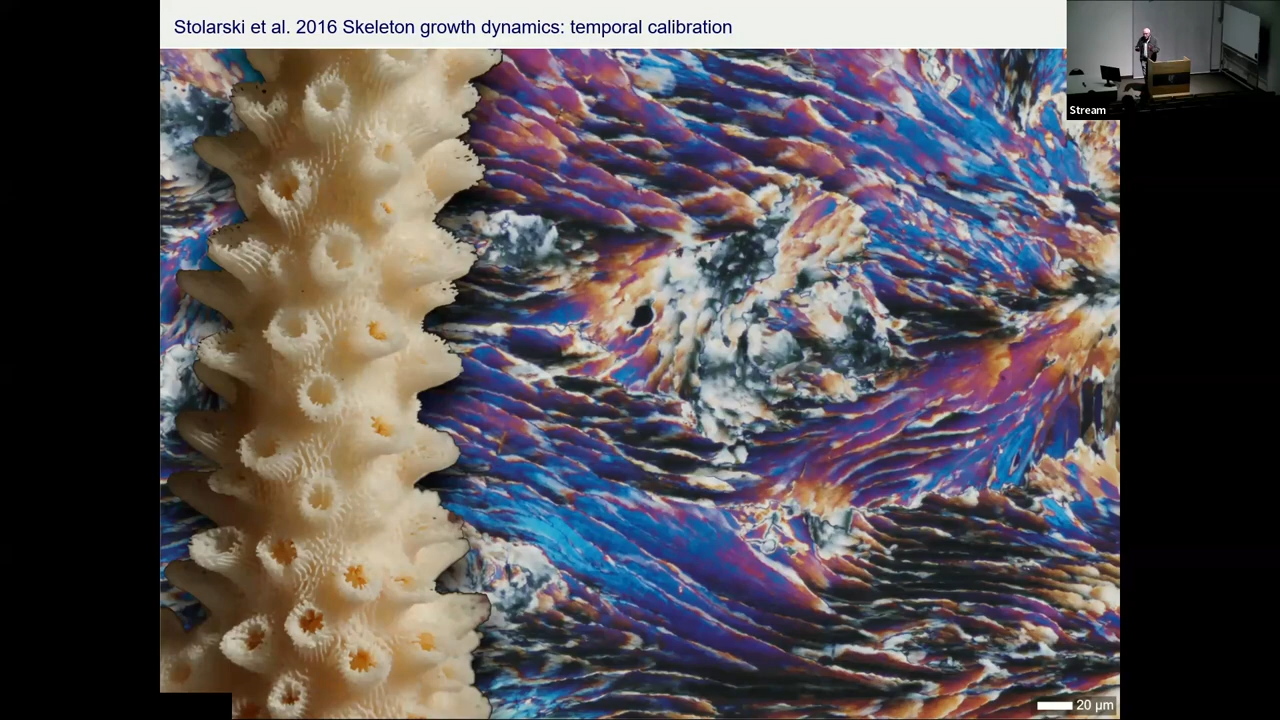 Stolarski et al. 2016 Skeleton growth dynamics: temporal calibration
Stream
20 µm